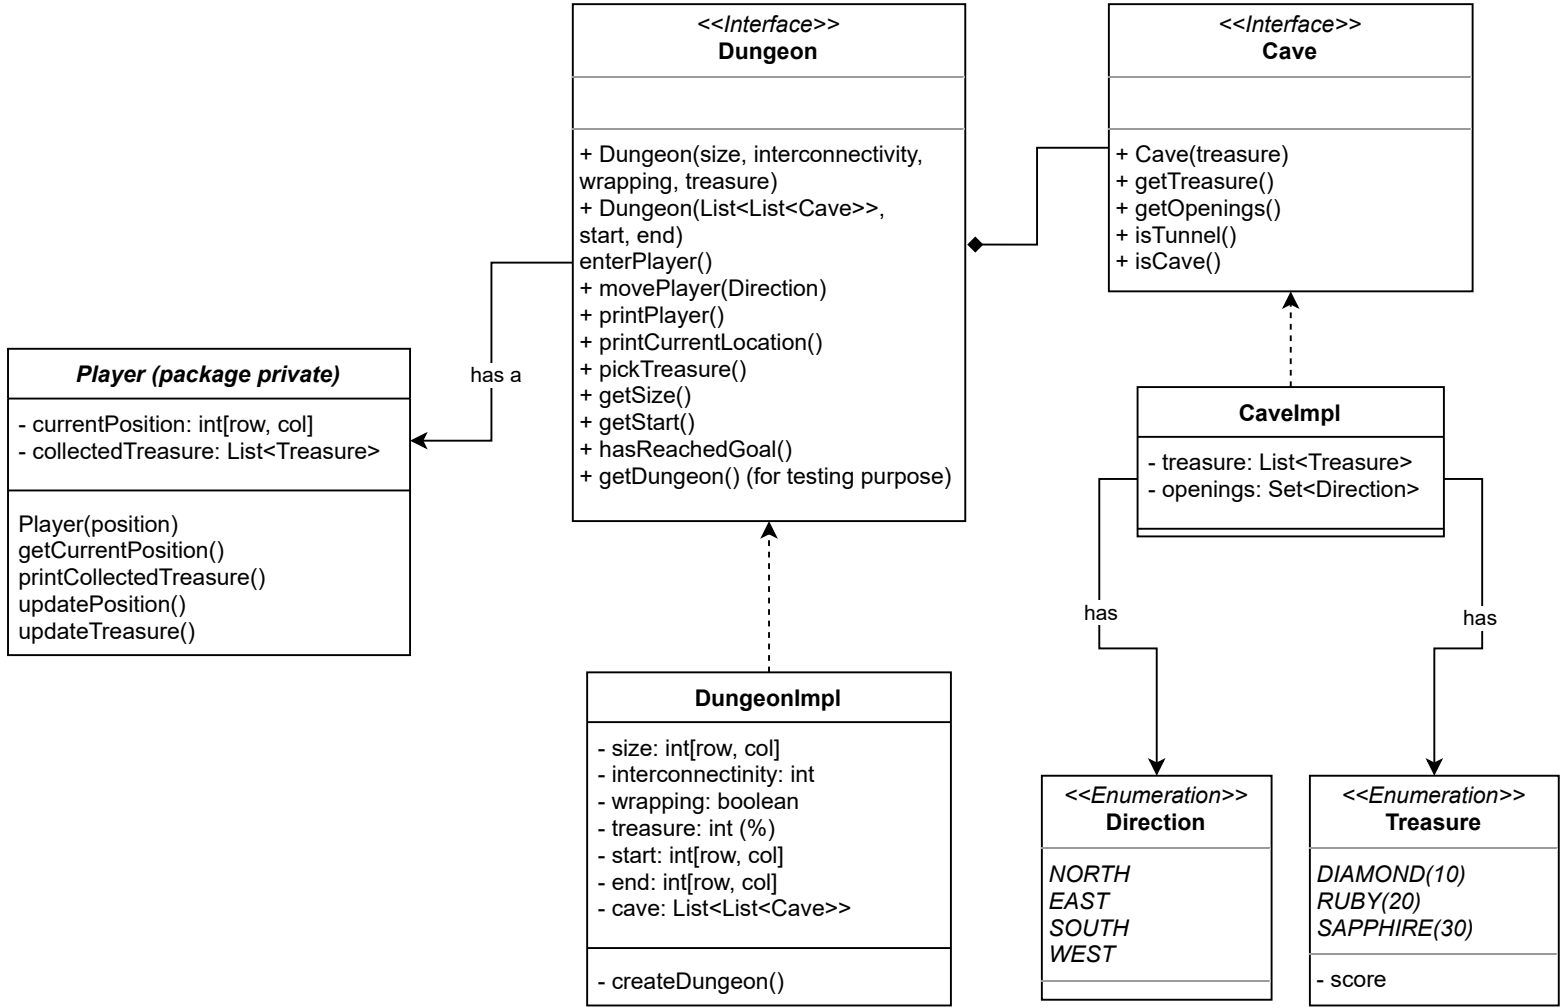 <<Interface>>
Dungeon
+ Dungeon(size, interconnectivity,
wrapping, treasure)
+ Dungeon(List<List<Cave>>,
start, end)
enterPlayer()
+ movePlayer(Direction)
+ printPlayer()
+ printCurrentLocation()
+ pickTreasure()
+ getSize()
+ getStart()
+ hasReachedGoal()
+ getDungeon() (for testing purpose)
<<Interface>>
Cave
+ Cave(treasure)
+ getTreasure()
+ getOpenings()
+ isTunnel()
+ isCave()
has a
Player (package private)
- currentPosition: int[row, col]
- collectedTreasure: List<Treasure>
Player(position)
getCurrentPosition()
printCollectedTreasure()
updatePosition()
updateTreasure()
CaveImpl
- treasure: List<Treasure>
- openings: Set<Direction>
has
has
DungeonImpl
- size: int[row, col]
- interconnectinity: int
- wrapping: boolean
- treasure: int (%)
- start: int[row, col]
- end: int[row, col]
- cave: List<List<Cave>>
- createDungeon()
<<Enumeration>>
Direction
NORTH
EAST
SOUTH
WEST
<<Enumeration>>
Treasure
DIAMOND(10)
RUBY(20)
SAPPHIRE(30)
- score